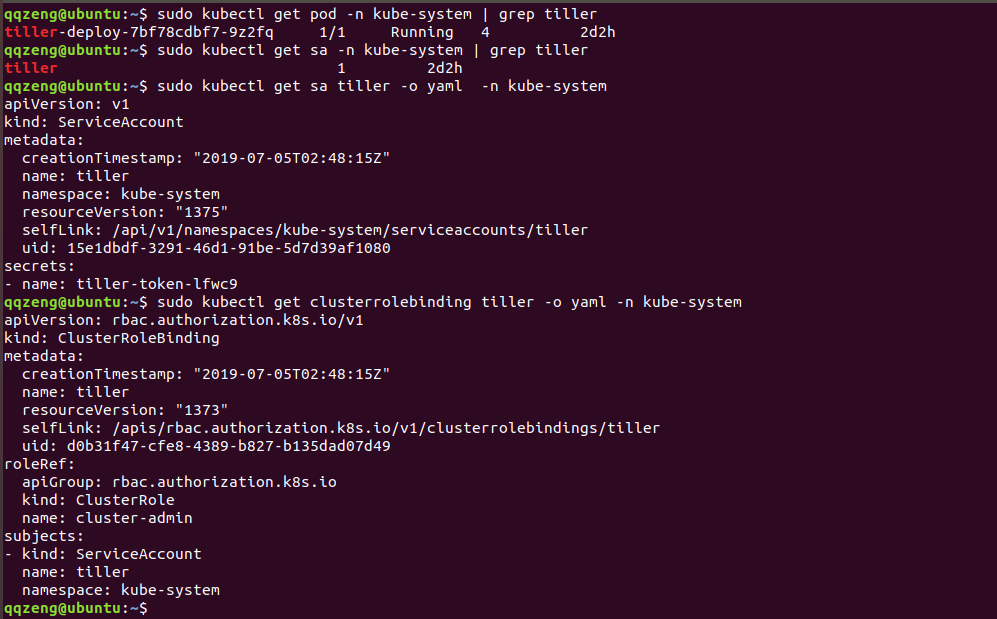 qqzeng@ubuntu:~$ sudo kubectl get pod -n kube-system | grep tiller
tiller-deploy-7bf78cdbf7-9z2fq     1/1     Running   4          2d2h
qqzeng@ubuntu:~$ sudo kubectl get sa -n kube-system | grep tiller
tiller                               1         2d2h
qqzeng@ubuntu:~$ sudo kubectl get sa tiller -o yaml  -n kube-system
apiVersion: v1
kind: ServiceAccount
metadata:
  creationTimestamp: "2019-07-05T02:48:15Z"
  name: tiller
  namespace: kube-system
  resourceVersion: "1375"
  selfLink: /api/v1/namespaces/kube-system/serviceaccounts/tiller
  uid: 15e1dbdf-3291-46d1-91be-5d7d39af1080
secrets:
- name: tiller-token-lfwc9
qqzeng@ubuntu:~$ sudo kubectl get clusterrolebinding tiller -o yaml -n kube-system
apiVersion: rbac.authorization.k8s.io/v1
kind: ClusterRoleBinding
metadata:
  creationTimestamp: "2019-07-05T02:48:15Z"
  name: tiller
  resourceVersion: "1373"
  selfLink: /apis/rbac.authorization.k8s.io/v1/clusterrolebindings/tiller
  uid: d0b31f47-cfe8-4389-b827-b135dad07d49
roleRef:
  apiGroup: rbac.authorization.k8s.io
  kind: ClusterRole
  name: cluster-admin
subjects:
- kind: ServiceAccount
  name: tiller
  namespace: kube-system
qqzeng@ubuntu:~$